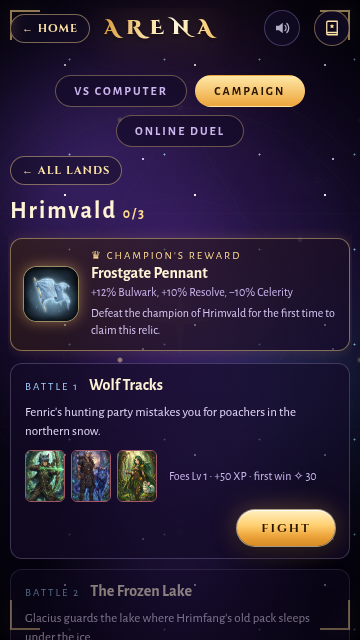 ← HOME
ARENA
VS COMPUTER
CAMPAIGN
ONLINE DUEL
← ALL LANDS
Hrimvald 0/3
♛ CHAMPION'S REWARD
Frostgate Pennant
+12% Bulwark, +10% Resolve, −10% Celerity
Defeat the champion of Hrimvald for the first time to
claim this relic.
BATTLE 1 Wolf Tracks
Fenric's hunting party mistakes you for poachers in the
northern snow.
Foes Lv 1 · +50 XP · first win ✧ 30
FIGHT
BATTLE 2 The Frozen Lake
Glacius guards the lake where Hrimfang's old pack sleeps
under the ice.